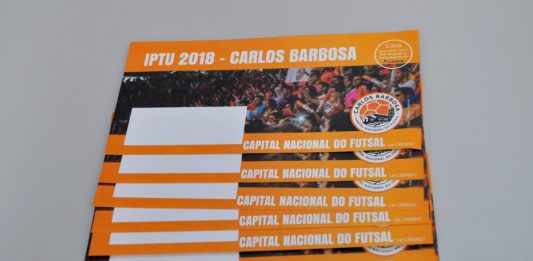 IPTU 2018 - CARLOS BARBOSA
CARLOS BARBOSA
CAPITAL NACIONAL DO FUTSAL
CAPITAL NACIONAL DO FUTSAL
CAPITAL NACIONAL DO FUTSAL
CAPITAL NACIONAL DO FUTSAL
CAPITAL NACIONAL DO FUTSAL